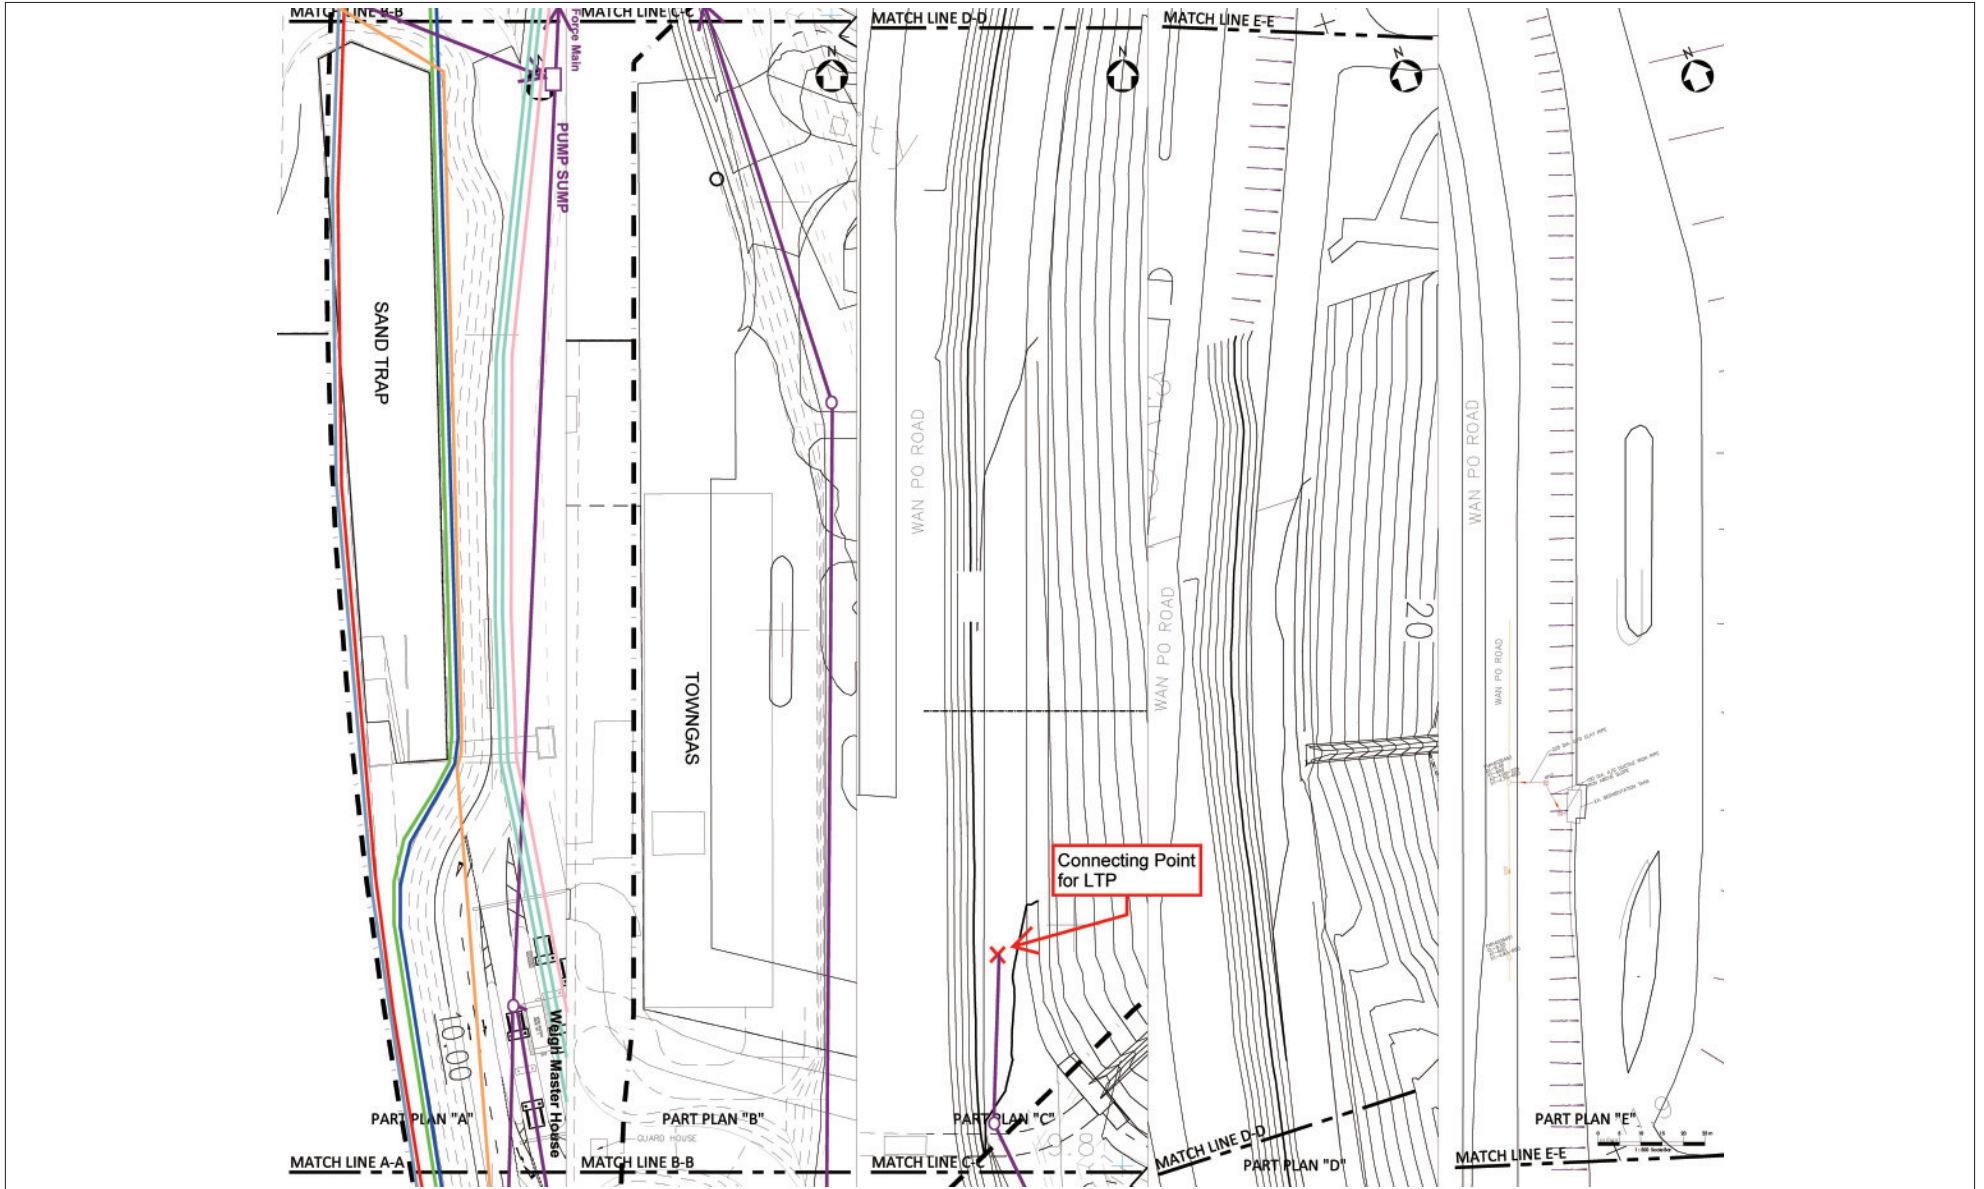 MATCH LINE B-B
MATCH LINE C-C
MATCH LINE D-D
MATCH LINE E-E
Force Main
N
N
N
N
PUMP SUMP
SAND TRAP
TOWNGAS
WAN PO ROAD
WAN PO ROAD
WAN PO ROAD
WAN PO ROAD
20
Connecting Point
for LTP
10.00
Weigh Master House
GUARD HOUSE
PART PLAN "A"
PART PLAN "B"
PART PLAN "C"
PART PLAN "D"
PART PLAN "E"
MATCH LINE A-A
MATCH LINE B-B
MATCH LINE C-C
MATCH LINE D-D
MATCH LINE E-E